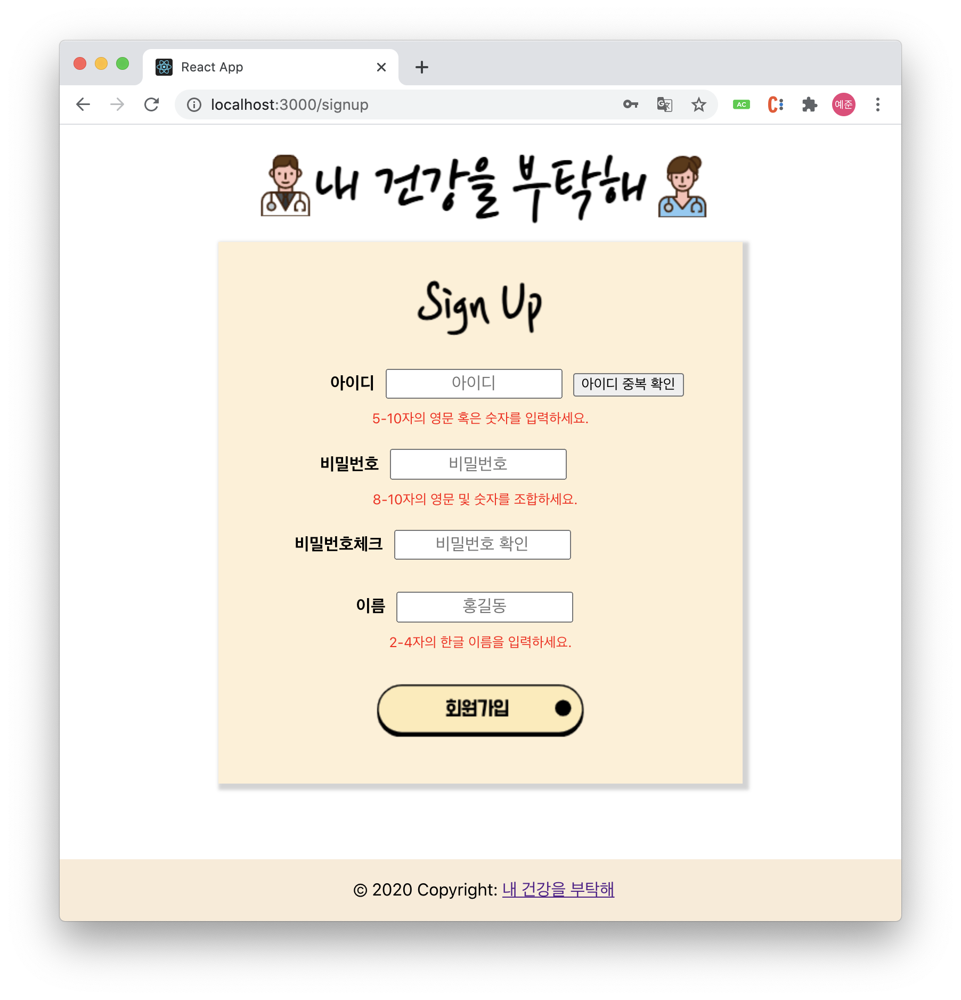 React App
localhost:3000/signup
AC
예준
내 건강을 부탁해
Sign Up
아이디 아이디 아이디 중복 확인
5-10자의 영문 혹은 숫자를 입력하세요.
비밀번호 비밀번호
8-10자의 영문 및 숫자를 조합하세요.
비밀번호체크 비밀번호 확인
이름 홍길동
2-4자의 한글 이름을 입력하세요.
회원가입
© 2020 Copyright: 내 건강을 부탁해